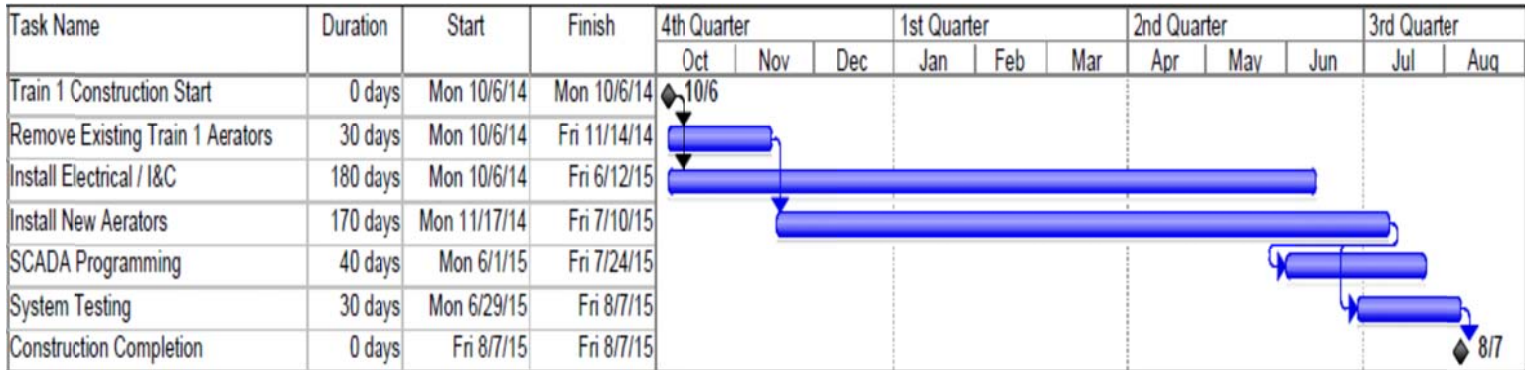 Task Name Duration Start Finish 4th Quarter 1st Quarter 2nd Quarter 3rd Quarter
Oct Nov Dec Jan Feb Mar Apr May Jun Jul Aug
Train 1 Construction Start 0 days Mon 10/6/14 Mon 10/6/14 10/6
Remove Existing Train 1 Aerators 30 days Mon 10/6/14 Fri 11/14/14
Install Electrical / I&C 180 days Mon 10/6/14 Fri 6/12/15
Install New Aerators 170 days Mon 11/17/14 Fri 7/10/15
SCADA Programming 40 days Mon 6/1/15 Fri 7/24/15
System Testing 30 days Mon 6/29/15 Fri 8/7/15
Construction Completion 0 days Fri 8/7/15 Fri 8/7/15 8/7